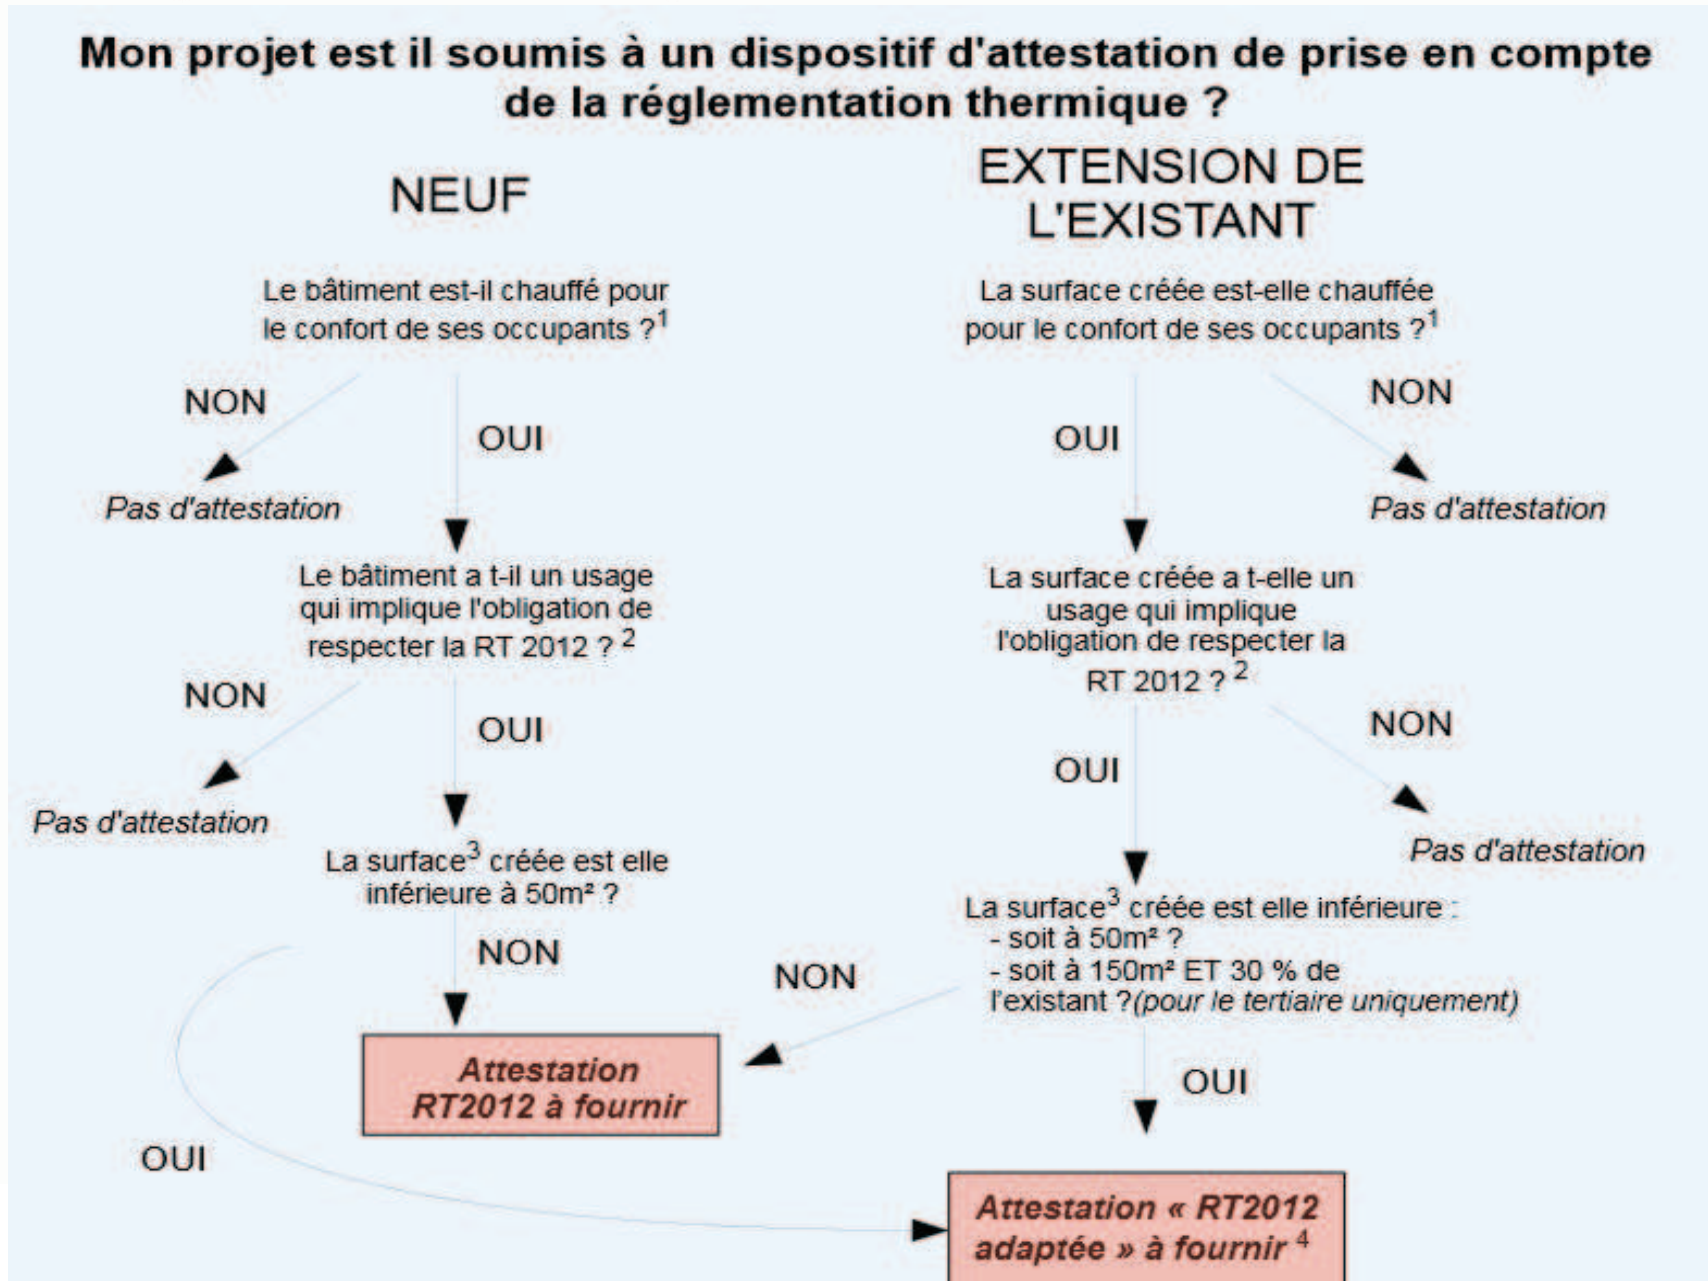 Mon projet est il soumis à un dispositif d'attestation de prise en compte
de la réglementation thermique ?
NEUF
Le bâtiment est-il chauffé pour
le confort de ses occupants ?1
NON
OUI
Pas d'attestation
Le bâtiment a t-il un usage
qui implique l'obligation de
respecter la RT 2012 ? 2
NON
OUI
Pas d'attestation
La surface3 créée est elle
inférieure à 50m² ?
NON
OUI
Attestation
RT2012 à fournir
EXTENSION DE
L'EXISTANT
La surface créée est-elle chauffée
pour le confort de ses occupants ?1
OUI
NON
Pas d'attestation
La surface créée a t-elle un
usage qui implique
l'obligation de respecter la
RT 2012 ? 2
OUI
NON
Pas d'attestation
La surface3 créée est elle inférieure :
- soit à 50m² ?
- soit à 150m² ET 30 % de
l'existant ?(pour le tertiaire uniquement)
NON
OUI
Attestation « RT2012
adaptée » à fournir 4